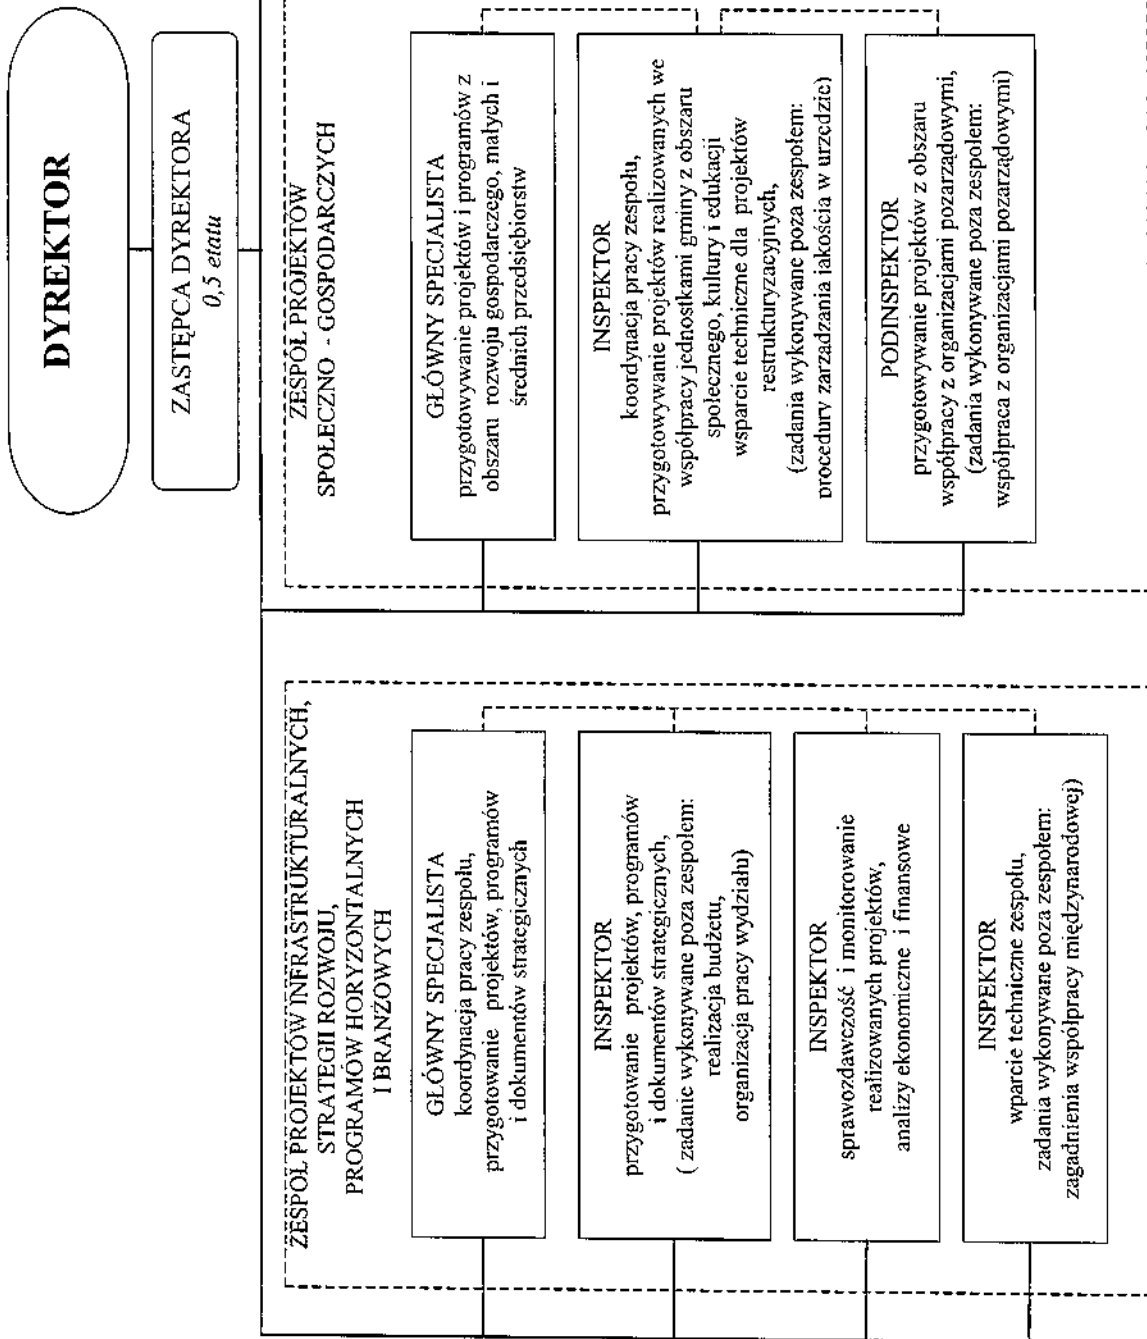 DYREKTOR
ZASTĘPCA DYREKTORA
0,5 etatu
ZESPÓŁ PROJEKTÓW INFRASTRUKTURALNYCH,
STRATEGII ROZWOJU,
PROGRAMÓW HORYZONTALNYCH
I BRANŻOWYCH
GŁÓWNY SPECJALISTA
koordynacja pracy zespołu,
przygotowanie projektów, programów
i dokumentów strategicznych
INSPEKTOR
przygotowanie projektów, programów
i dokumentów strategicznych,
( zadanie wykonywane poza zespołem:
realizacja budżetu,
organizacja pracy wydziału)
INSPEKTOR
sprawozdawczość i monitorowanie
realizowanych projektów,
analizy ekonomiczne i finansowe
INSPEKTOR
wparcie techniczne zespołu,
zadania wykonywane poza zespołem:
zagadnienia współpracy międzynarodowej)
ZESPÓŁ PROJEKTÓW
SPOŁECZNO - GOSPODARCZYCH
GŁÓWNY SPECJALISTA
przygotowywanie projektów i programów z
obszaru rozwoju gospodarczego, małych i
średnich przedsiębiorstw
INSPEKTOR
koordynacja pracy zespołu,
przygotowywanie projektów realizowanych we
współpracy jednostkami gminy z obszaru
społecznego, kultury i edukacji
wsparcie techniczne dla projektów
restrukturyzacyjnych,
(zadania wykonywane poza zespołem:
procedury zarządzania jakością w urzędzie)
PODINSPEKTOR
przygotowywanie projektów z obszaru
współpracy z organizacjami pozarządowymi,
(zadania wykonywane poza zespołem:
współpraca z organizacjami pozarządowymi)